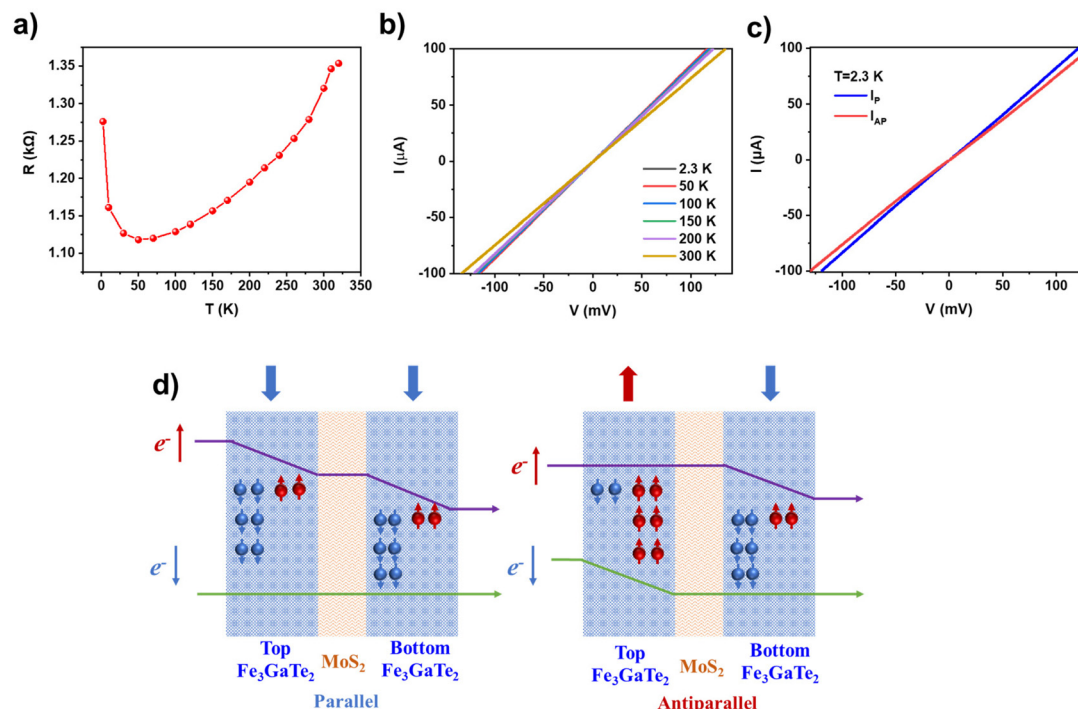 a)
1.35
1.30
1.25
1.20
1.15
1.10
R (kΩ)
0 50 100 150 200 250 300 350
T (K)
b)
100
50
0
-50
-100
I (μA)
2.3 K
50 K
100 K
150 K
200 K
300 K
-100 -50 0 50 100
V (mV)
c)
100
50
0
-50
-100
I (μA)
T=2.3 K
I_P
I_AP
-100 -50 0 50 100
V (mV)
d)
e⁻
e⁻
Top
Fe₃GaTe₂
MoS₂
Bottom
Fe₃GaTe₂
Parallel
e⁻
e⁻
Top
Fe₃GaTe₂
MoS₂
Bottom
Fe₃GaTe₂
Antiparallel